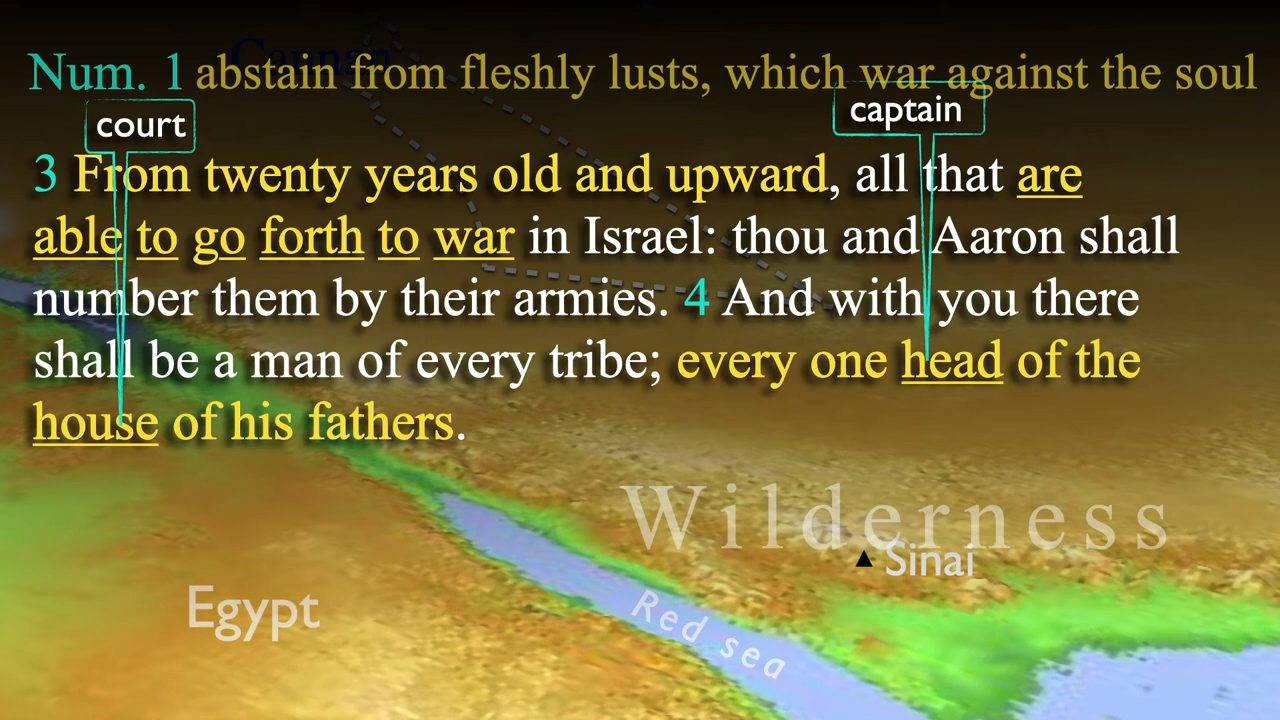 Canaan
Num. 1 abstain from fleshly lusts, which war against the soul
court
captain
3 From twenty years old and upward, all that are
able to go forth to war in Israel: thou and Aaron shall
number them by their armies. 4 And with you there
shall be a man of every tribe; every one head of the
house of his fathers.
Wilderness
Sinai
Egypt
Red sea